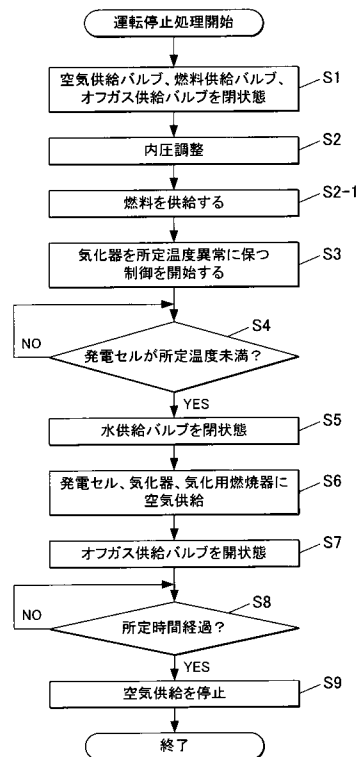 運転停止処理開始
空気供給バルブ、燃料供給バルブ、
オフガス供給バルブを閉状態
S1
内圧調整
S2
燃料を供給する
S2-1
気化器を所定温度異常に保つ
制御を開始する
S3
S4
NO
発電セルが所定温度未満?
YES
水供給バルブを閉状態
S5
発電セル、気化器、気化用燃焼器に
空気供給
S6
オフガス供給バルブを開状態
S7
S8
NO
所定時間経過?
YES
空気供給を停止
S9
終了